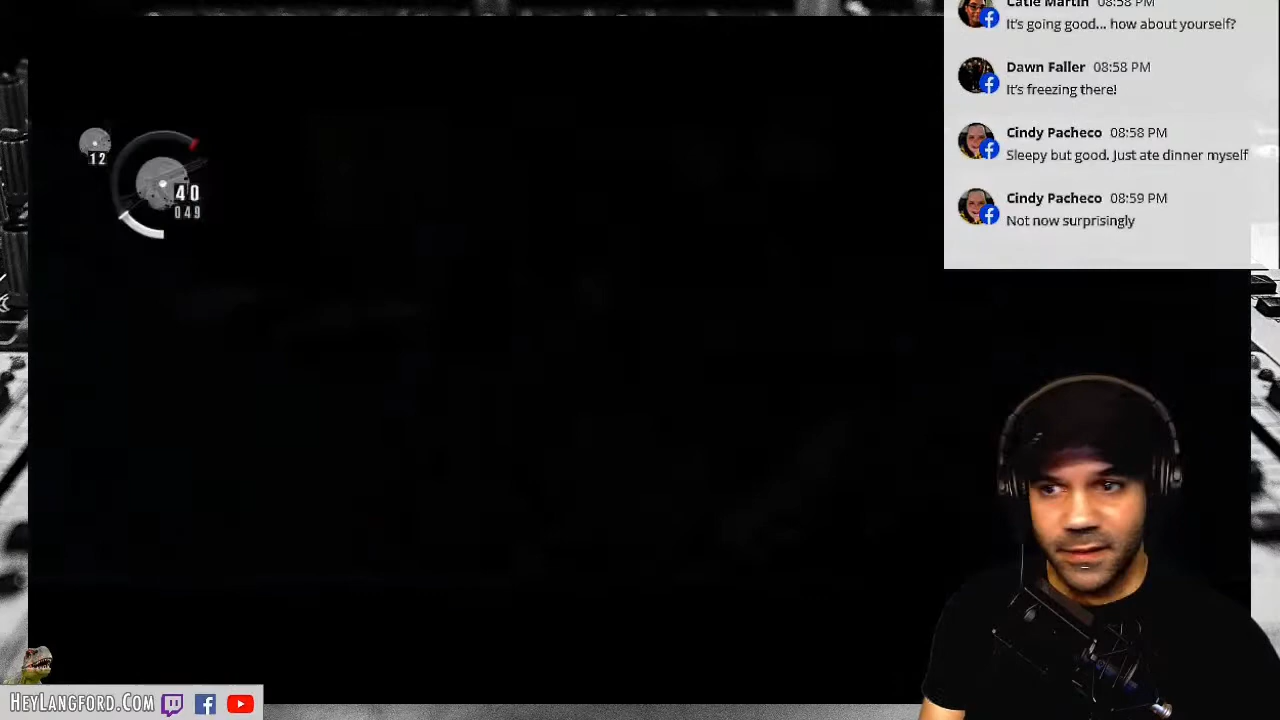 Catie Martin 08:58 PM
It's going good... how about yourself?
Dawn Faller 08:58 PM
It's freezing there!
Cindy Pacheco 08:58 PM
Sleepy but good. Just ate dinner myself
Cindy Pacheco 08:59 PM
Not now surprisingly
12
40
049
HeyLangford.Com